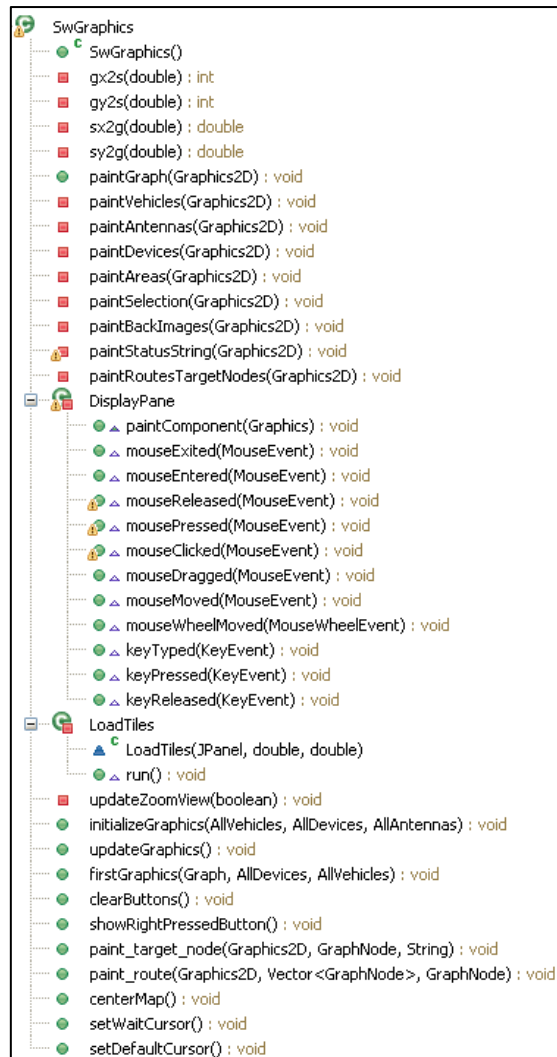 SwGraphics
C SwGraphics()
gx2s(double) : int
gy2s(double) : int
sx2g(double) : double
sy2g(double) : double
paintGraph(Graphics2D) : void
paintVehicles(Graphics2D) : void
paintAntennas(Graphics2D) : void
paintDevices(Graphics2D) : void
paintAreas(Graphics2D) : void
paintSelection(Graphics2D) : void
paintBackImages(Graphics2D) : void
paintStatusString(Graphics2D) : void
paintRoutesTargetNodes(Graphics2D) : void
DisplayPane
paintComponent(Graphics) : void
mouseExited(MouseEvent) : void
mouseEntered(MouseEvent) : void
mouseReleased(MouseEvent) : void
mousePressed(MouseEvent) : void
mouseClicked(MouseEvent) : void
mouseDragged(MouseEvent) : void
mouseMoved(MouseEvent) : void
mouseWheelMoved(MouseWheelEvent) : void
keyTyped(KeyEvent) : void
keyPressed(KeyEvent) : void
keyReleased(KeyEvent) : void
LoadTiles
C LoadTiles(JPanel, double, double)
run() : void
updateZoomView(boolean) : void
initializeGraphics(AllVehicles, AllDevices, AllAntennas) : void
updateGraphics() : void
firstGraphics(Graph, AllDevices, AllVehicles) : void
clearButtons() : void
showRightPressedButton() : void
paint_target_node(Graphics2D, GraphNode, String) : void
paint_route(Graphics2D, Vector<GraphNode>, GraphNode) : void
centerMap() : void
setWaitCursor() : void
setDefaultCursor() : void